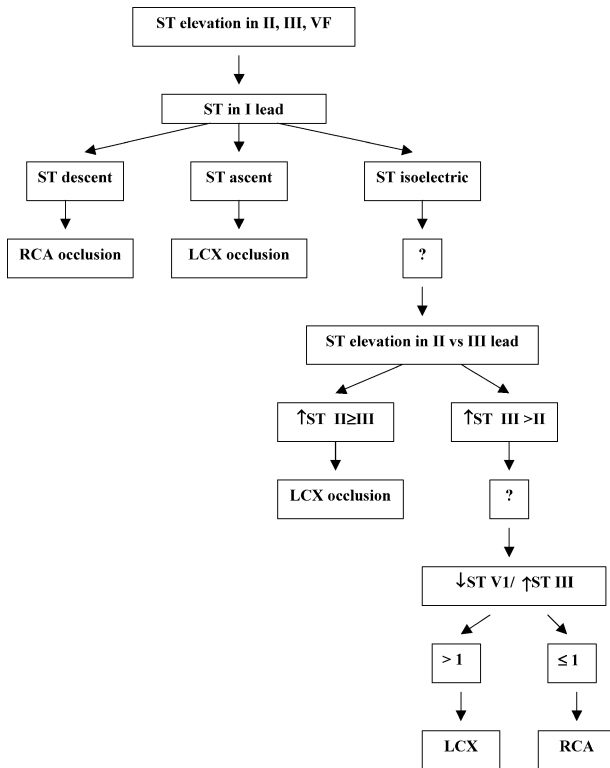 ST elevation in II, III, VF
ST in I lead
ST descent
ST ascent
ST isoelectric
RCA occlusion
LCX occlusion
?
ST elevation in II vs III lead
↑ST II≥III
↑ST III >II
LCX occlusion
?
↓ST V1/ ↑ST III
> 1
≤ 1
LCX
RCA